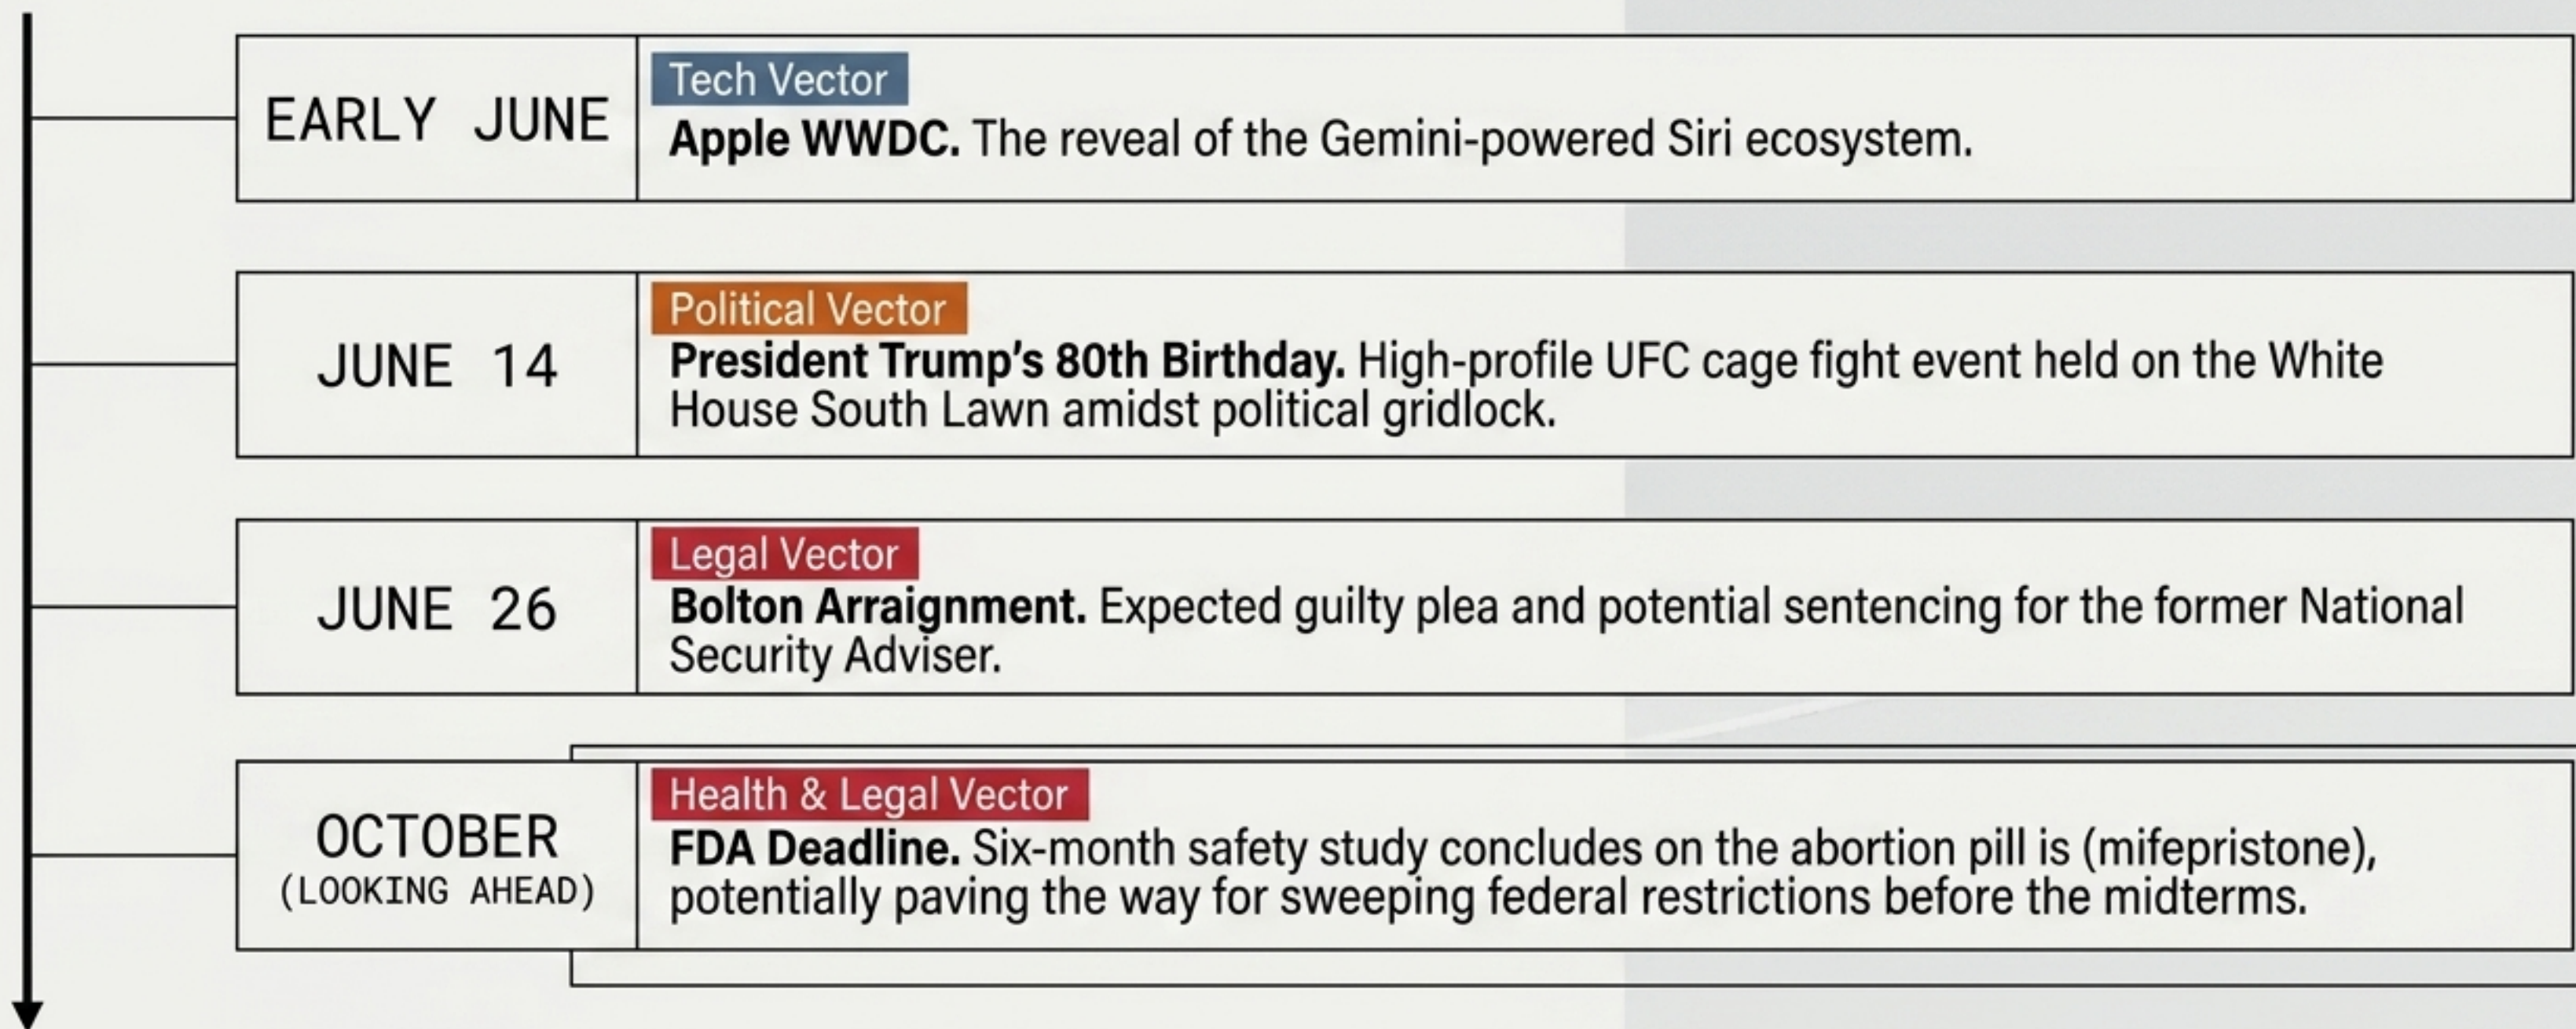 EARLY JUNE
Tech Vector
Apple WWDC. The reveal of the Gemini-powered Siri ecosystem.
JUNE 14
Political Vector
President Trump's 80th Birthday. High-profile UFC cage fight event held on the White
House South Lawn amidst political gridlock.
JUNE 26
Legal Vector
Bolton Arraignment. Expected guilty plea and potential sentencing for the former National
Security Adviser.
OCTOBER
(LOOKING AHEAD)
Health & Legal Vector
FDA Deadline. Six-month safety study concludes on the abortion pill is (mifepristone),
potentially paving the way for sweeping federal restrictions before the midterms.